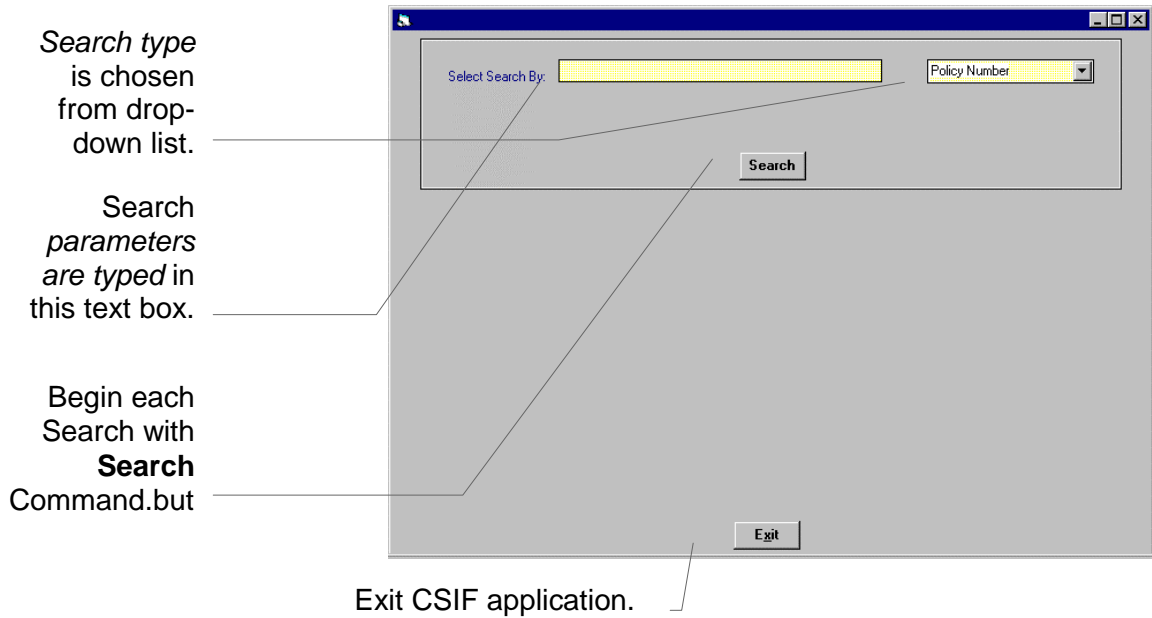 Search type
is chosen
from drop-
down list.
Search
parameters
are typed in
this text box.
Begin each
Search with
Search
Command.but
Select Search By:
Policy Number
Search
Exit
Exit CSIF application.